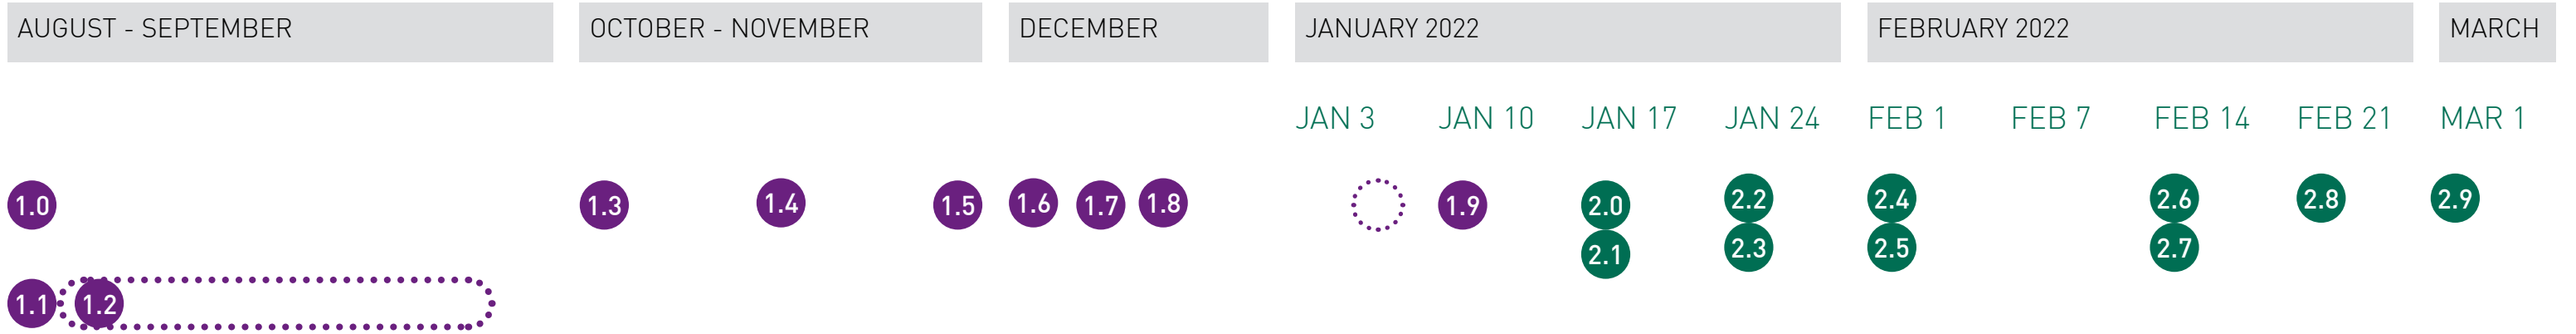 AUGUST - SEPTEMBER
OCTOBER - NOVEMBER
DECEMBER
JANUARY 2022
FEBRUARY 2022
MARCH
JAN 3
JAN 10
JAN 17
JAN 24
FEB 1
FEB 7
FEB 14
FEB 21
MAR 1
1.0
1.3
1.4
1.5
1.6
1.7
1.8
1.9
2.0
2.2
2.4
2.6
2.8
2.9
2.1
2.3
2.5
2.7
1.1
1.2